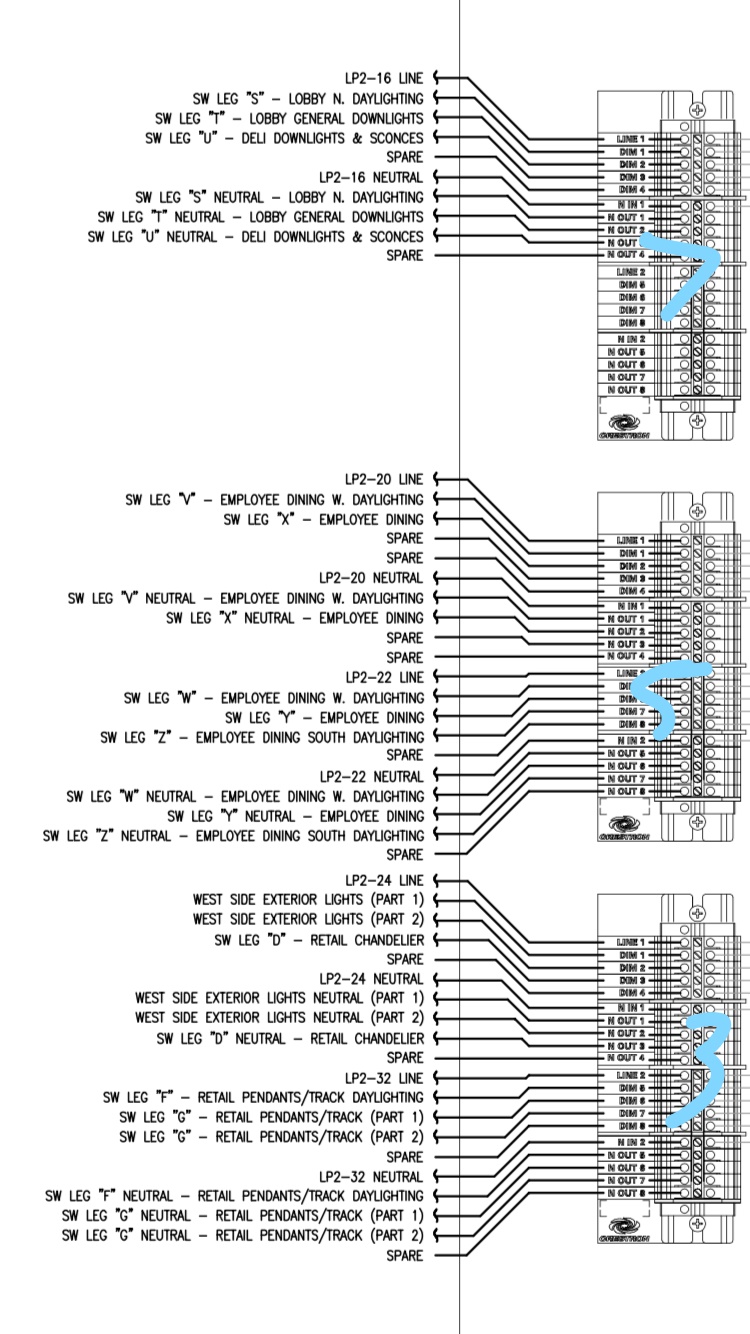 LP2-16 LINE
SW LEG "S" - LOBBY N. DAYLIGHTING
SW LEG "T" - LOBBY GENERAL DOWNLIGHTS
SW LEG "U" - DELI DOWNLIGHTS & SCONCES
SPARE
LP2-16 NEUTRAL
SW LEG "S" NEUTRAL - LOBBY N. DAYLIGHTING
SW LEG "T" NEUTRAL - LOBBY GENERAL DOWNLIGHTS
SW LEG "U" NEUTRAL - DELI DOWNLIGHTS & SCONCES
SPARE
LINE 1
DIM 1
DIM 2
DIM 3
DIM 4
N IN 1
N OUT 1
N OUT 2
N OUT
N OUT 4
LINE 2
DIM 5
DIM 6
DIM 7
DIM 8
N IN 2
N OUT 5
N OUT 6
N OUT 7
N OUT 8
CRESTRON
7
LP2-20 LINE
SW LEG "V" - EMPLOYEE DINING W. DAYLIGHTING
SW LEG "X" - EMPLOYEE DINING
SPARE
SPARE
LP2-20 NEUTRAL
SW LEG "V" NEUTRAL - EMPLOYEE DINING W. DAYLIGHTING
SW LEG "X" NEUTRAL - EMPLOYEE DINING
SPARE
SPARE
LP2-22 LINE
SW LEG "W" - EMPLOYEE DINING W. DAYLIGHTING
SW LEG "Y" - EMPLOYEE DINING
SW LEG "Z" - EMPLOYEE DINING SOUTH DAYLIGHTING
SPARE
LP2-22 NEUTRAL
SW LEG "W" NEUTRAL - EMPLOYEE DINING W. DAYLIGHTING
SW LEG "Y" NEUTRAL - EMPLOYEE DINING
SW LEG "Z" NEUTRAL - EMPLOYEE DINING SOUTH DAYLIGHTING
SPARE
LINE 1
DIM 1
DIM 2
DIM 3
DIM 4
N IN 1
N OUT 1
N OUT 2
N OUT 3
N OUT 4
LINE
DIM 7
DIM 8
N IN 2
N OUT 5
N OUT 6
N OUT 7
N OUT 8
CRESTRON
5
LP2-24 LINE
WEST SIDE EXTERIOR LIGHTS (PART 1)
WEST SIDE EXTERIOR LIGHTS (PART 2)
SW LEG "D" - RETAIL CHANDELIER
SPARE
LP2-24 NEUTRAL
WEST SIDE EXTERIOR LIGHTS NEUTRAL (PART 1)
WEST SIDE EXTERIOR LIGHTS NEUTRAL (PART 2)
SW LEG "D" NEUTRAL - RETAIL CHANDELIER
SPARE
LP2-32 LINE
SW LEG "F" - RETAIL PENDANTS/TRACK DAYLIGHTING
SW LEG "G" - RETAIL PENDANTS/TRACK (PART 1)
SW LEG "G" - RETAIL PENDANTS/TRACK (PART 2)
SPARE
LP2-32 NEUTRAL
SW LEG "F" NEUTRAL - RETAIL PENDANTS/TRACK DAYLIGHTING
SW LEG "G" NEUTRAL - RETAIL PENDANTS/TRACK (PART 1)
SW LEG "G" NEUTRAL - RETAIL PENDANTS/TRACK (PART 2)
SPARE
LINE 1
DIM 1
DIM 2
DIM 3
DIM 4
N IN 1
N OUT 1
N OUT 2
N OUT 3
N OUT 4
LINE 2
DIM 5
DIM 6
DIM 7
DIM 8
N IN 2
N OUT 5
N OUT 6
N OUT 7
N OUT 8
CRESTRON
3